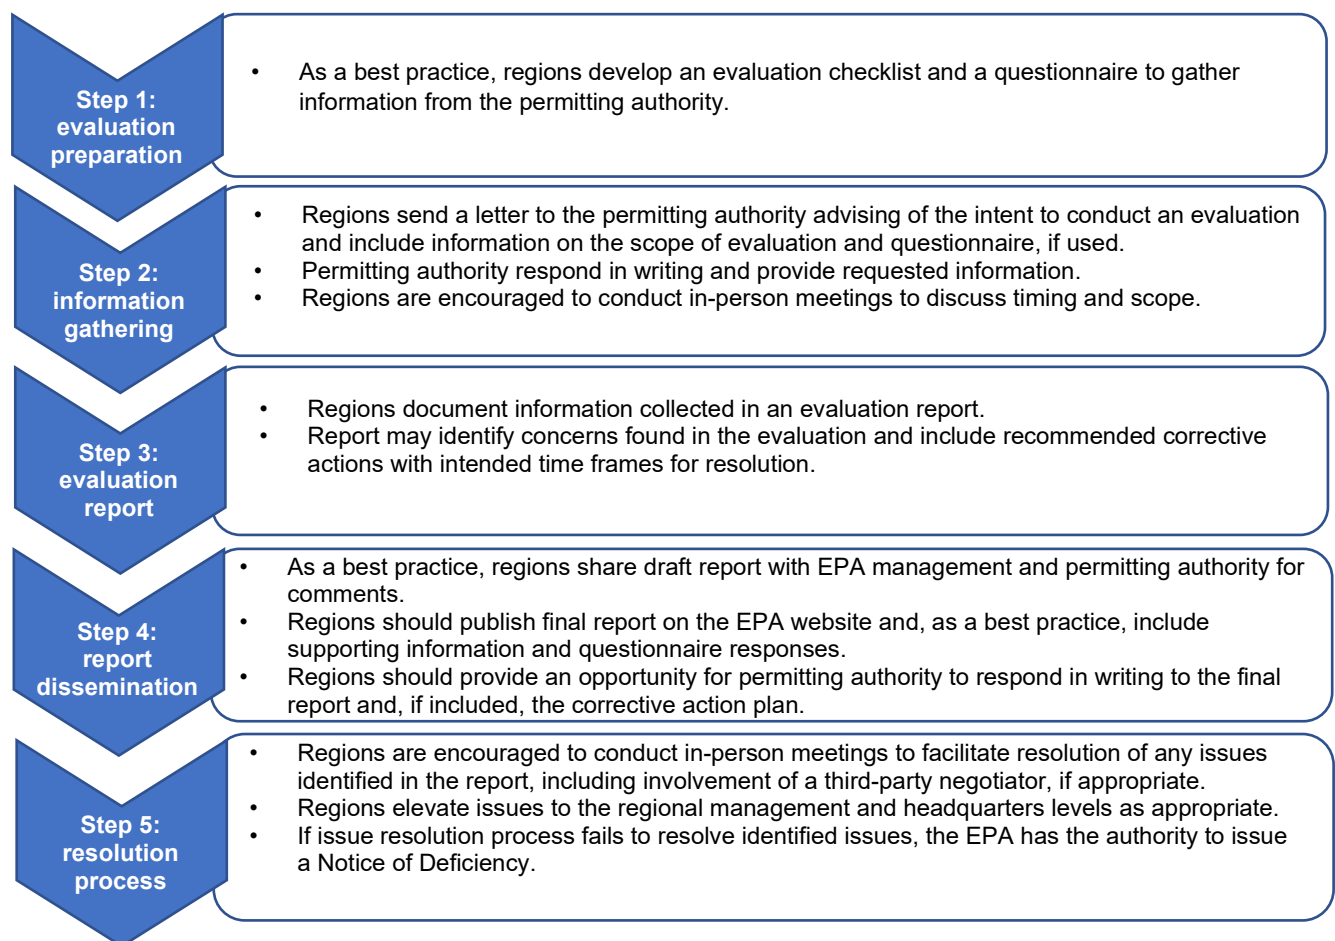 Step 1:
evaluation
preparation
• As a best practice, regions develop an evaluation checklist and a questionnaire to gather
information from the permitting authority.
Step 2:
information
gathering
• Regions send a letter to the permitting authority advising of the intent to conduct an evaluation
and include information on the scope of evaluation and questionnaire, if used.
• Permitting authority respond in writing and provide requested information.
• Regions are encouraged to conduct in-person meetings to discuss timing and scope.
Step 3:
evaluation
report
• Regions document information collected in an evaluation report.
• Report may identify concerns found in the evaluation and include recommended corrective
actions with intended time frames for resolution.
Step 4:
report
dissemination
• As a best practice, regions share draft report with EPA management and permitting authority for
comments.
• Regions should publish final report on the EPA website and, as a best practice, include
supporting information and questionnaire responses.
• Regions should provide an opportunity for permitting authority to respond in writing to the final
report and, if included, the corrective action plan.
Step 5:
resolution
process
• Regions are encouraged to conduct in-person meetings to facilitate resolution of any issues
identified in the report, including involvement of a third-party negotiator, if appropriate.
• Regions elevate issues to the regional management and headquarters levels as appropriate.
• If issue resolution process fails to resolve identified issues, the EPA has the authority to issue
a Notice of Deficiency.